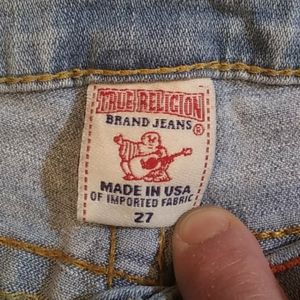 TRUE RELIGION
BRAND JEANS ®
MADE IN USA
OF IMPORTED FABRIC
27